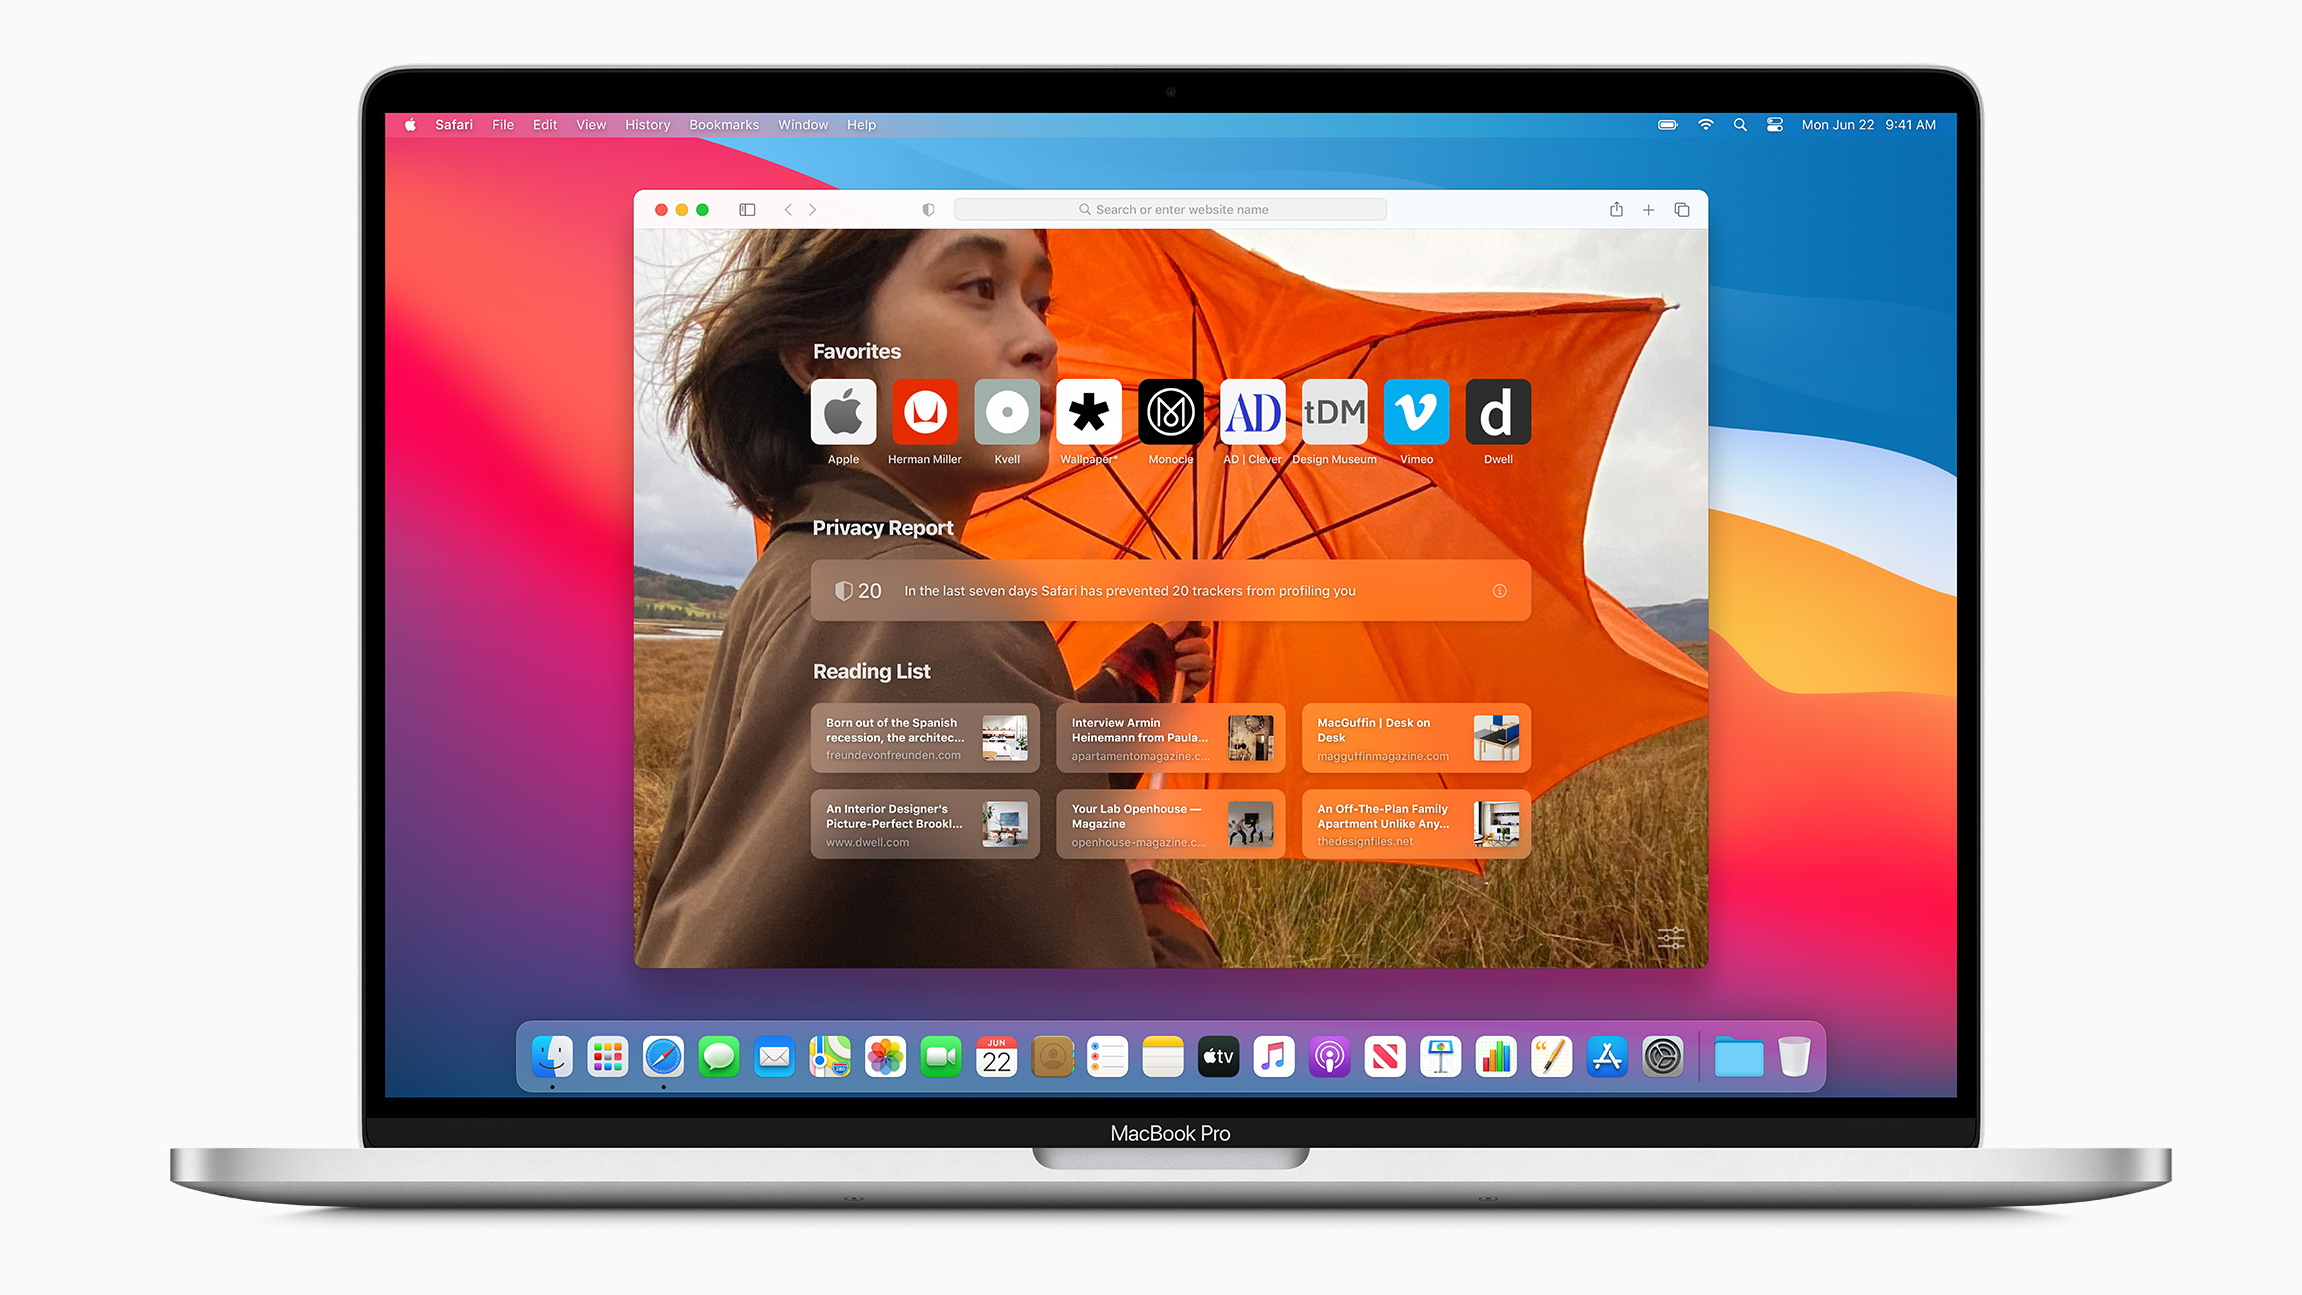 Safari File Edit View History Bookmarks Window Help
Mon Jun 22 9:41 AM
Search or enter website name
Favorites
AD
tDM
d
Apple
Herman Miller
Kvell
Wallpaper*
Monocle
AD | Clever
Design Museum
Vimeo
Dwell
Privacy Report
20
In the last seven days Safari has prevented 20 trackers from profiling you
Reading List
Born out of the Spanish
recession, the architec...
freundevonfreunden.com
Interview Armin
Heinemann from Paula...
apartamentomagazine.c...
MacGuffin | Desk on
Desk
magguffinmagazine.com
An Interior Designer's
Picture-Perfect Brookl...
www.dwell.com
Your Lab Openhouse —
Magazine
openhouse-magazine.c...
An Off-The-Plan Family
Apartment Unlike Any...
thedesignfiles.net
280
JUN
22
tv
MacBook Pro